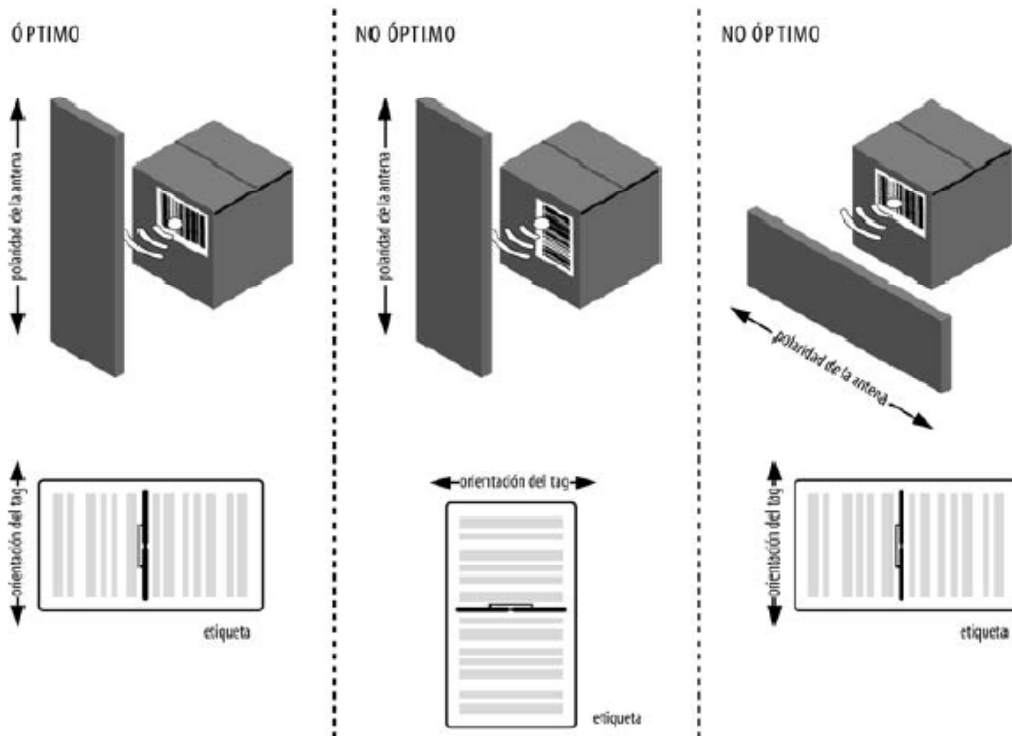 ÓPTIMO
polaridad de la antena
orientación del tag
etiqueta
NO ÓPTIMO
polaridad de la antena
orientación del tag
etiqueta
NO ÓPTIMO
polaridad de la antena
orientación del tag
etiqueta